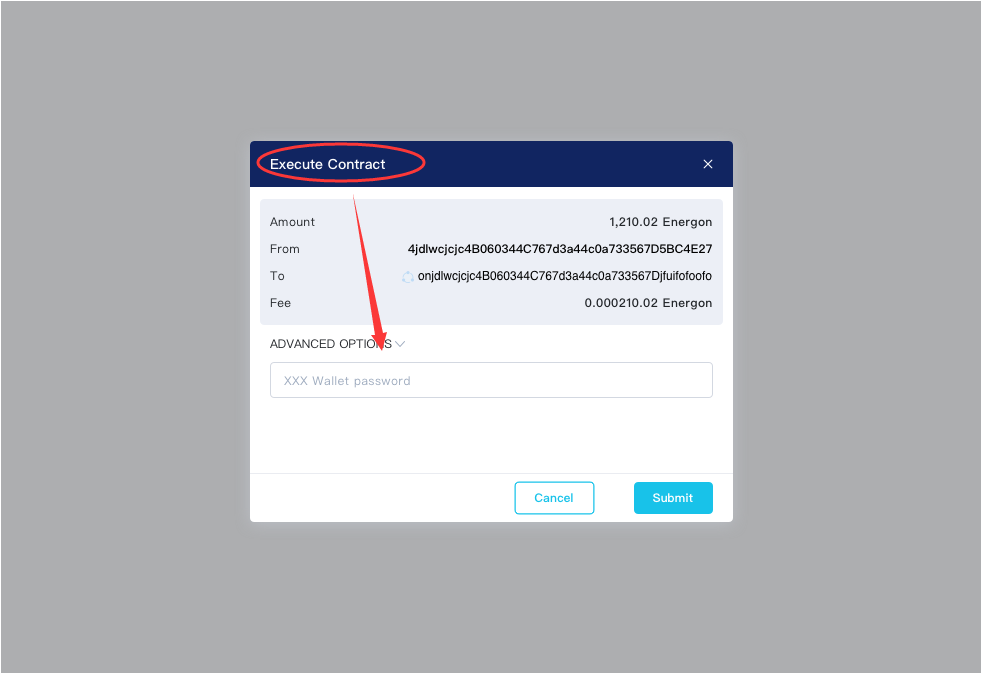 Execute Contract
Amount 1,210.02 Energon
From 4jdlwcjcjc4B060344C767d3a44c0a733567D5BC4E27
To onjdlwcjcjc4B060344C767d3a44c0a733567Djfuifofoofo
Fee 0.000210.02 Energon
ADVANCED OPTIONS
XXX Wallet password
Cancel Submit